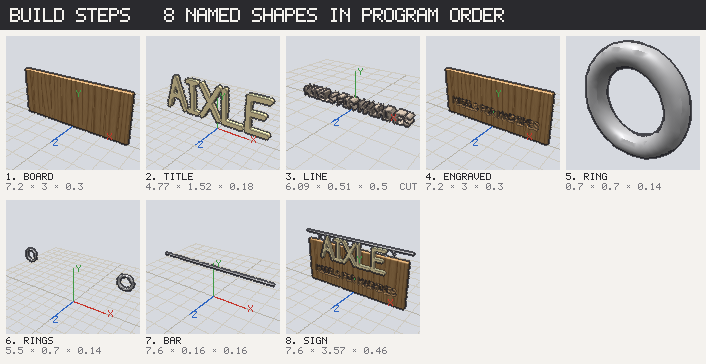 BUILD STEPS 8 NAMED SHAPES IN PROGRAM ORDER
Y
Z
1. BOARD
7.2 × 3 × 0.3
AIXLE
X
Z
2. TITLE
4.77 × 1.52 × 0.18
Y
Z
3. LINE
6.09 × 0.51 × 0.5 CUT
Y
Z
4. ENGRAVED
7.2 × 3 × 0.3
5. RING
0.7 × 0.7 × 0.14
Y
X
Z
6. RINGS
5.5 × 0.7 × 0.14
Y
X
Z
7. BAR
7.6 × 0.16 × 0.16
AIXLE
Z
8. SIGN
7.6 × 3.57 × 0.46